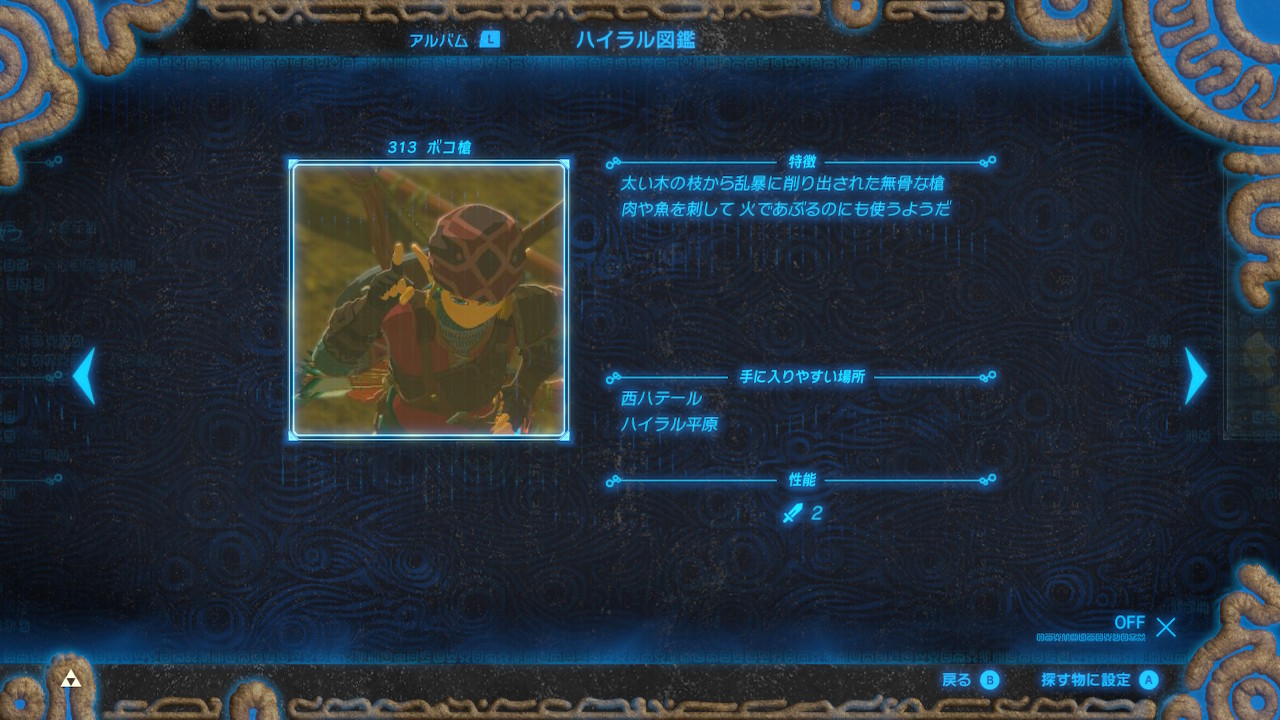 アルバム L ハイラル図鑑
313 ボコ槍
特徴
太い木の枝から乱暴に削り出された無骨な槍
肉や魚を刺して 火であぶるのにも使うようだ
手に入りやすい場所
西ハテール
ハイラル平原
性能
2
OFF
戻る B 探す物に設定 A